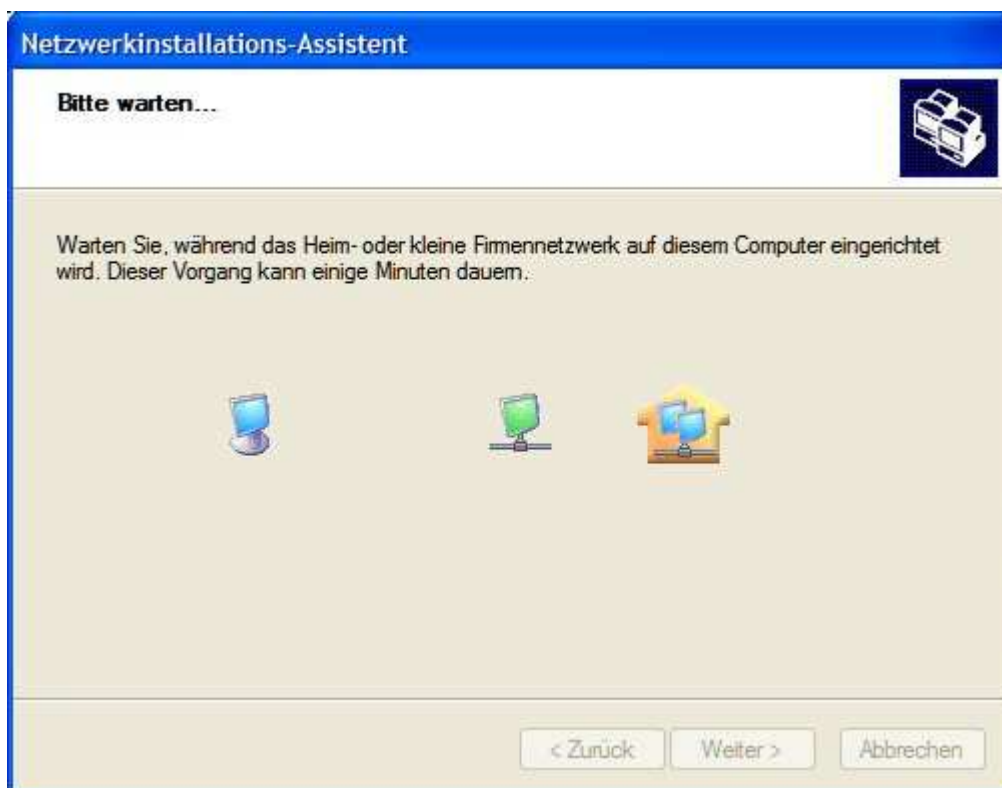 Netzwerkinstallations-Assistent
Bitte warten...
Warten Sie, während das Heim- oder kleine Firmennetzwerk auf diesem Computer eingerichtet
wird. Dieser Vorgang kann einige Minuten dauern.
< Zurück Weiter > Abbrechen